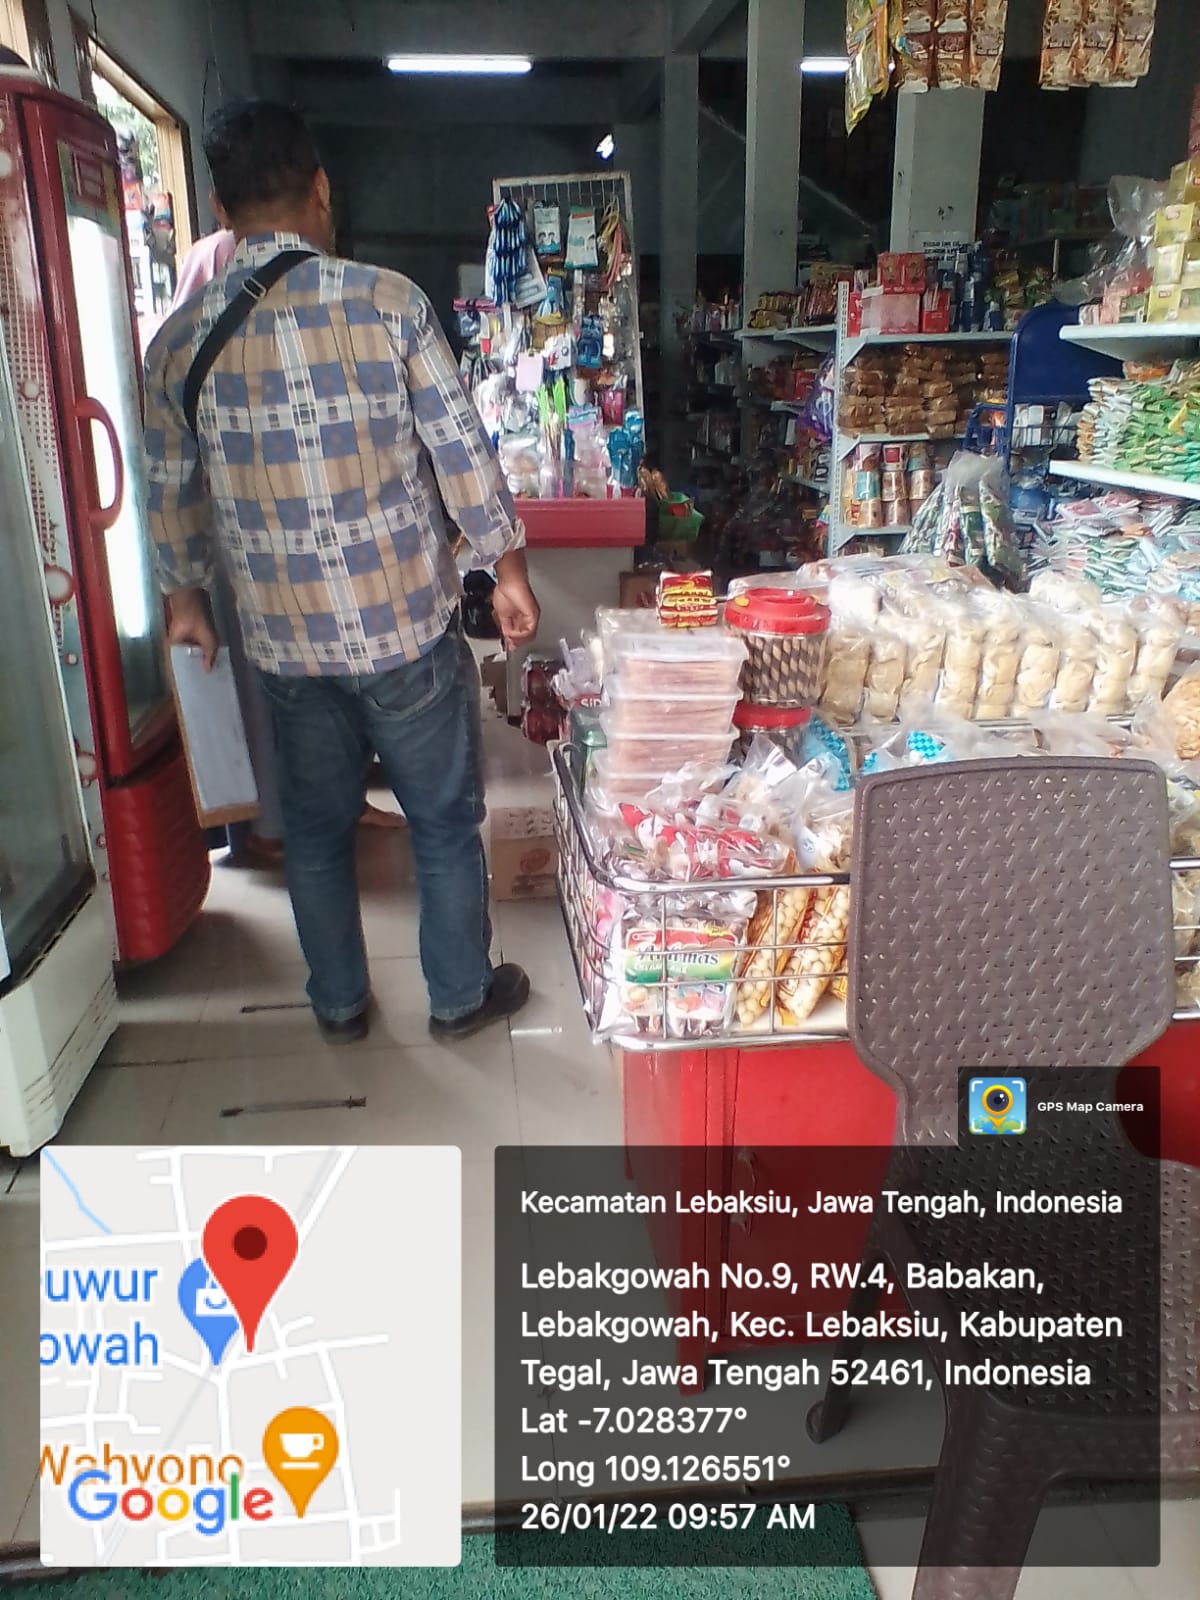 GPS Map Camera
Kecamatan Lebaksiu, Jawa Tengah, Indonesia
Lebakgowah No.9, RW.4, Babakan,
Lebakgowah, Kec. Lebaksiu, Kabupaten
Tegal, Jawa Tengah 52461, Indonesia
Lat -7.028377°
Long 109.126551°
26/01/22 09:57 AM
uwur
owah
Wahyono
Google